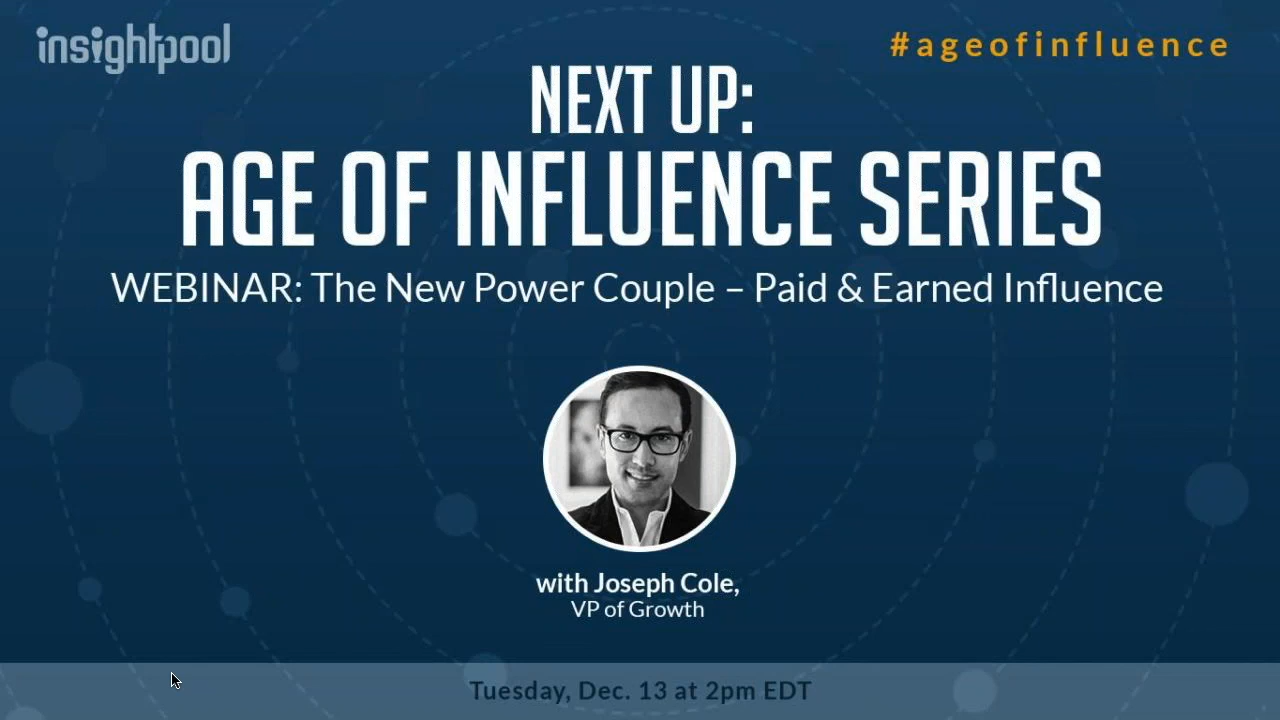 insightpool
#ageofinfluence
NEXT UP:
AGE OF INFLUENCE SERIES
WEBINAR: The New Power Couple – Paid & Earned Influence
with Joseph Cole,
VP of Growth
Tuesday, Dec. 13 at 2pm EDT